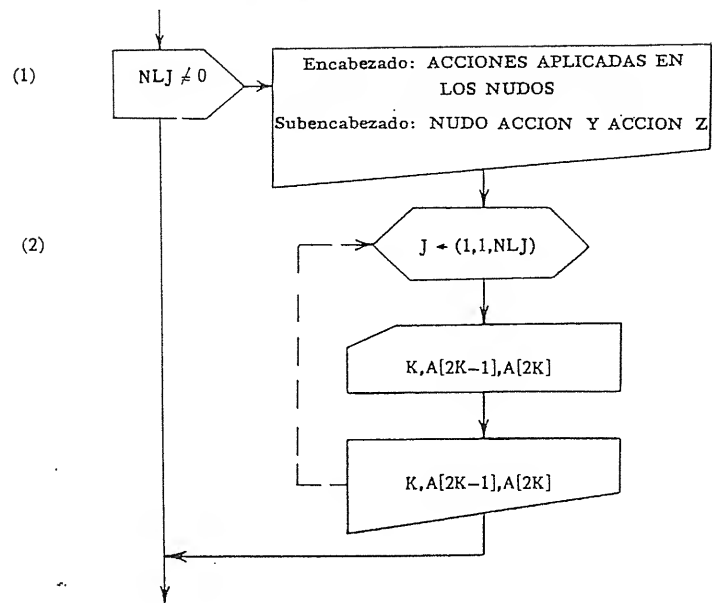 (1)
NLJ ≠ 0
Encabezado: ACCIONES APLICADAS EN
LOS NUDOS
Subencabezado: NUDO ACCION Y ACCION Z
(2)
J ← (1,1,NLJ)
K,A[2K−1],A[2K]
K,A[2K−1],A[2K]